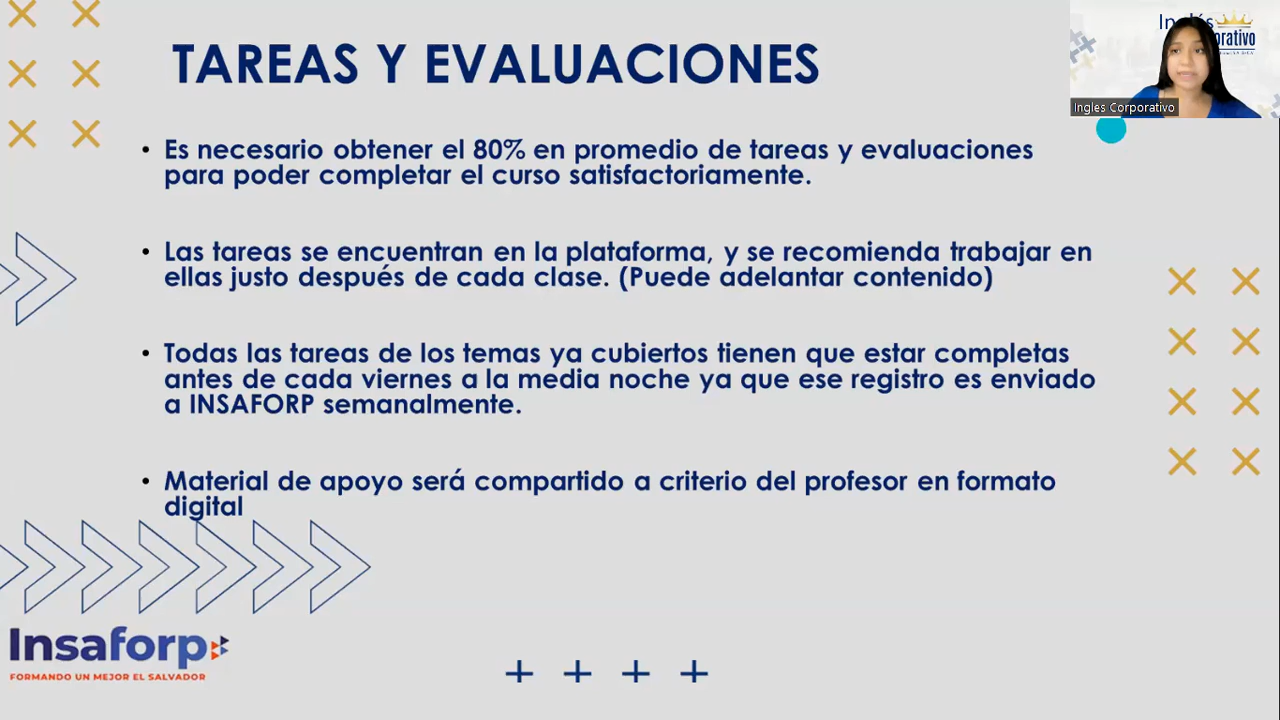 TAREAS Y EVALUACIONES
Ingles Corporativo
• Es necesario obtener el 80% en promedio de tareas y evaluaciones
para poder completar el curso satisfactoriamente.
• Las tareas se encuentran en la plataforma, y se recomienda trabajar en
ellas justo después de cada clase. (Puede adelantar contenido)
• Todas las tareas de los temas ya cubiertos tienen que estar completas
antes de cada viernes a la media noche ya que ese registro es enviado
a INSAFORP semanalmente.
• Material de apoyo será compartido a criterio del profesor en formato
digital
Insaforp
FORMANDO UN MEJOR EL SALVADOR